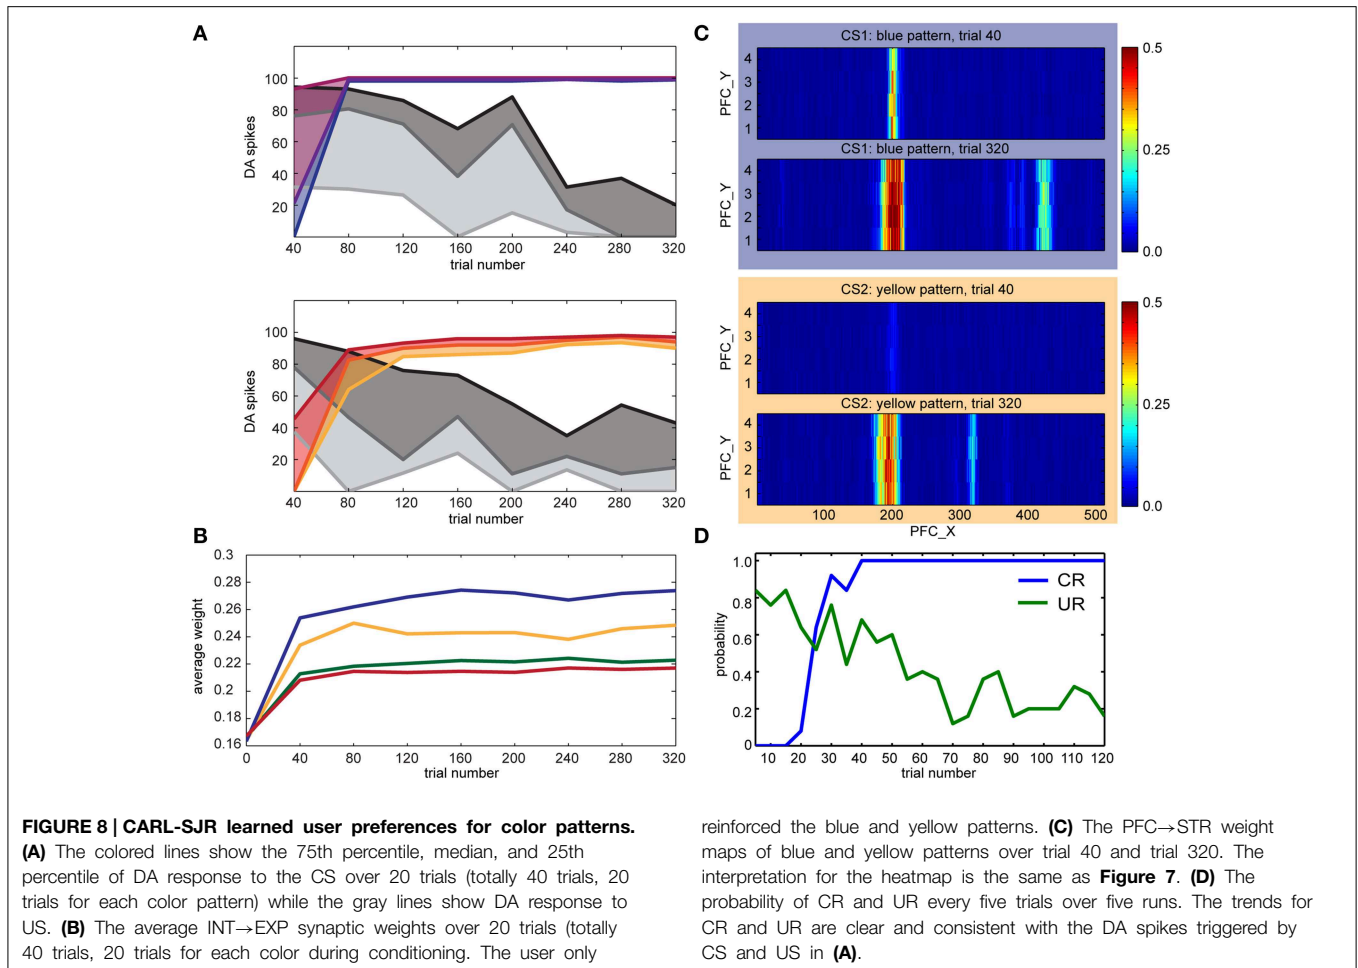 A
100
80
60
40
20
DA spikes
40 80 120 160 200 240 280 320
trial number
100
80
60
40
20
DA spikes
40 80 120 160 200 240 280 320
trial number
B
0.3
0.28
0.26
0.24
0.22
0.2
0.18
0.16
average weight
0 40 80 120 160 200 240 280 320
trial number
C
CS1: blue pattern, trial 40
PFC_Y
4
3
2
1
CS1: blue pattern, trial 320
PFC_Y
4
3
2
1
0.5
0.25
0.0
CS2: yellow pattern, trial 40
PFC_Y
4
3
2
1
CS2: yellow pattern, trial 320
PFC_Y
4
3
2
1
100 200 300 400 500
PFC_X
0.5
0.25
0.0
D
1.0
0.8
0.6
0.4
0.2
0
probability
CR
UR
10 20 30 40 50 60 70 80 90 100 110 120
trial number
FIGURE 8 | CARL-SJR learned user preferences for color patterns.
(A) The colored lines show the 75th percentile, median, and 25th
percentile of DA response to the CS over 20 trials (totally 40 trials, 20
trials for each color pattern) while the gray lines show DA response to
US. (B) The average INT→EXP synaptic weights over 20 trials (totally
40 trials, 20 trials for each color during conditioning. The user only
reinforced the blue and yellow patterns. (C) The PFC→STR weight
maps of blue and yellow patterns over trial 40 and trial 320. The
interpretation for the heatmap is the same as Figure 7. (D) The
probability of CR and UR every five trials over five runs. The trends for
CR and UR are clear and consistent with the DA spikes triggered by
CS and US in (A).